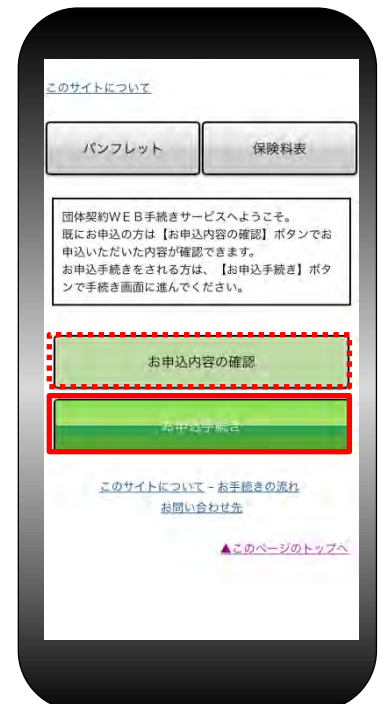 このサイトについて
パンフレット
保険料表
団体契約ＷＥＢ手続きサービスへようこそ。
既にお申込の方は【お申込内容の確認】ボタンでお
申込いただいた内容が確認できます。
お申込手続きをされる方は、【お申込手続き】ボタ
ンで手続き画面に進んでください。
お申込内容の確認
お申込手続き
このサイトについて - お手続きの流れ
お問い合わせ先
▲このページのトップへ